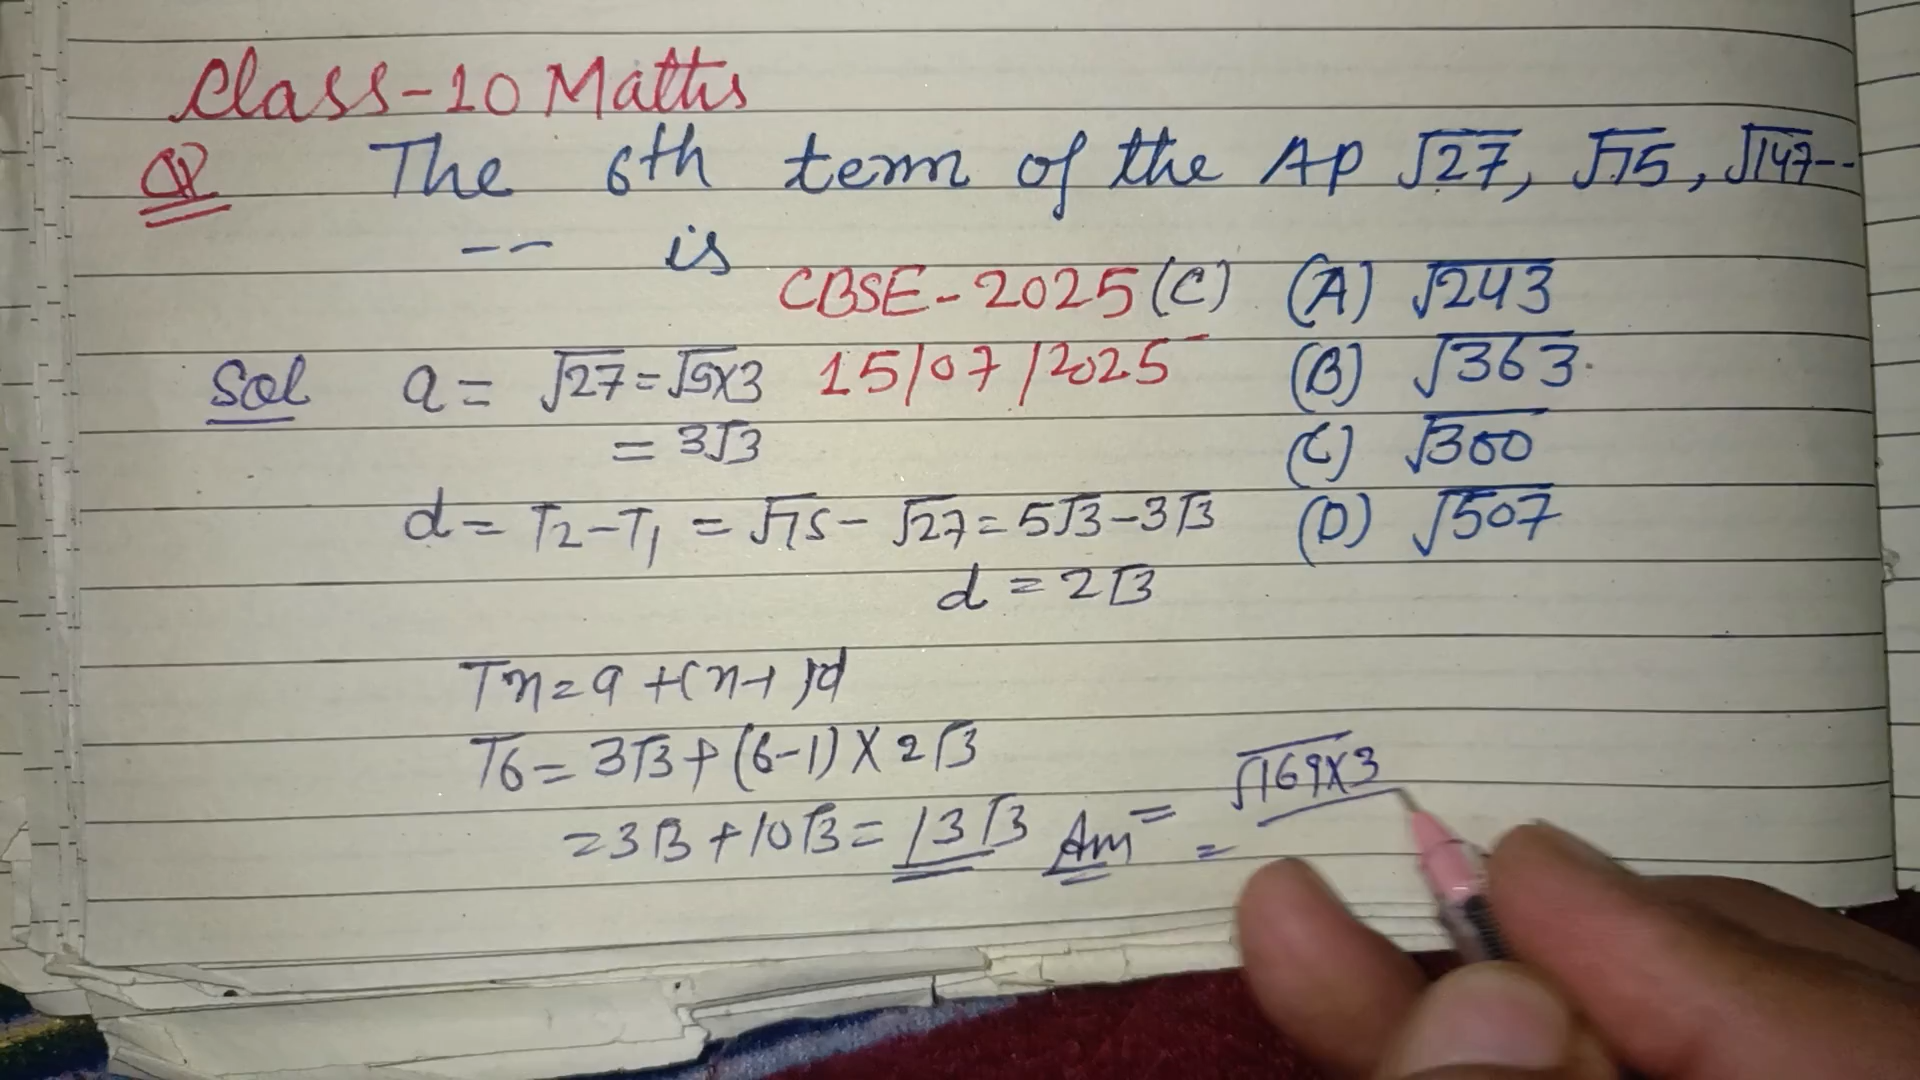 Class-10 Maths
Q The 6th term of the AP √27, √75, √147--
-- is
CBSE-2025 (C) (A) √243
15/07/2025 (B) √363.
Sol a = √27 = √9×3
= 3√3 (C) √300
d = T2-T1 = √75 - √27 = 5√3-3√3 (D) √507
d = 2√3
Tn = a + (n-1)d
T6 = 3√3 + (6-1) × 2√3
= 3√3 + 10√3 = 13√3 Ans = √169×3
=